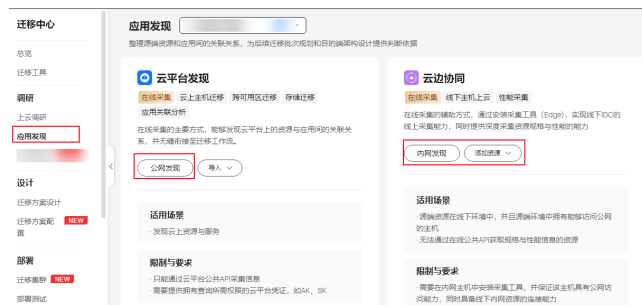 迁移中心
总览
迁移工具
调研
上云调研
应用发现
设计
迁移方案设计
迁移方案配置 NEW
部署
迁移集群 NEW
部署测试
应用发现
整理源端资源和应用间的关联关系，为后续迁移批次规划和目的端架构设计提供判断依据
云平台发现
在线采集 云上主机迁移 跨可用区迁移 存储迁移
应用关联分析
在线采集的主要方式，能够发现云平台上的资源与应用间的关联关
系，并无缝衔接至迁移工作流。
公网发现 导入
适用场景
·发现云上资源与服务
限制与要求
·只能通过云平台公共API采集信息
·需要提供拥有查询所需权限的云平台凭证，如AK、SK
云边协同
在线采集 线下主机上云 性能采集
在线采集的辅助方式，通过安装采集工具（Edge），实现线下IDC的
线上采集能力，同时提供深度采集资源规格与性能的能力
内网发现 添加资源
适用场景
·源端资源在线下环境中，并且源端环境中拥有能够访问公网
的主机
·无法通过在线公共API获取规格与性能信息的资源
限制与要求
·需要在内网主机中安装采集工具，并保证该主机具有公网访
问能力，同时具备线下内网资源的连接能力